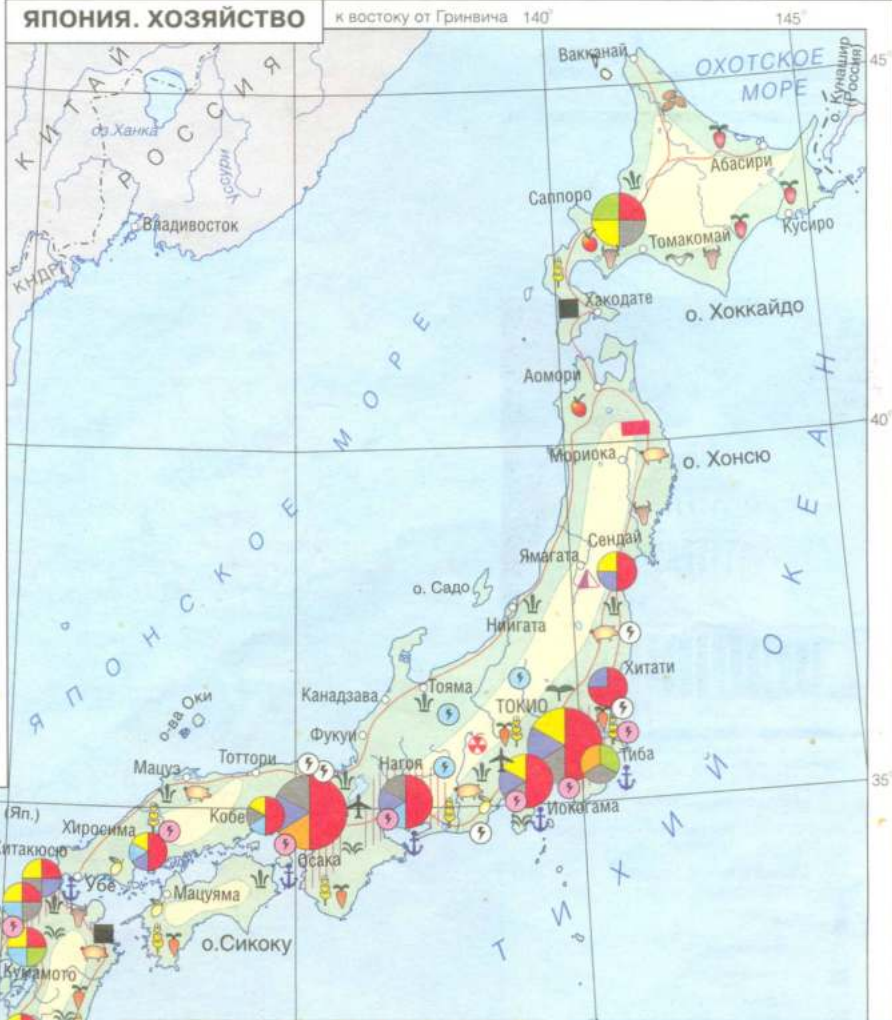 ЯПОНИЯ. ХОЗЯЙСТВО
к востоку от Гринвича
140°
145°
45°
Вакканай
ОХОТСКОЕ
МОРЕ
о. Кунашир
(Россия)
КИТАЙ
РОССИЯ
оз.Ханка
Уссури
Абасири
Саппоро
Владивосток
Томакомай
Кусиро
КНДР
Хакодате
о. Хоккайдо
Аомори
40°
Мориока
о. Хонсю
ЯПОНСКОЕ МОРЕ
ТИХИЙ ОКЕАН
Сендай
Ямагата
о. Садо
Ниигата
Хитати
Канадзава
Тояма
о-ва Оки
ТОКИО
Фукуи
Тоттори
Нагоя
Тиба
35°
Мацуэ
Иокогама
(Яп.)
Кобе
Хиросима
Осака
итакюсю
Убе
Мацуяма
о.Сикоку
Кумамото